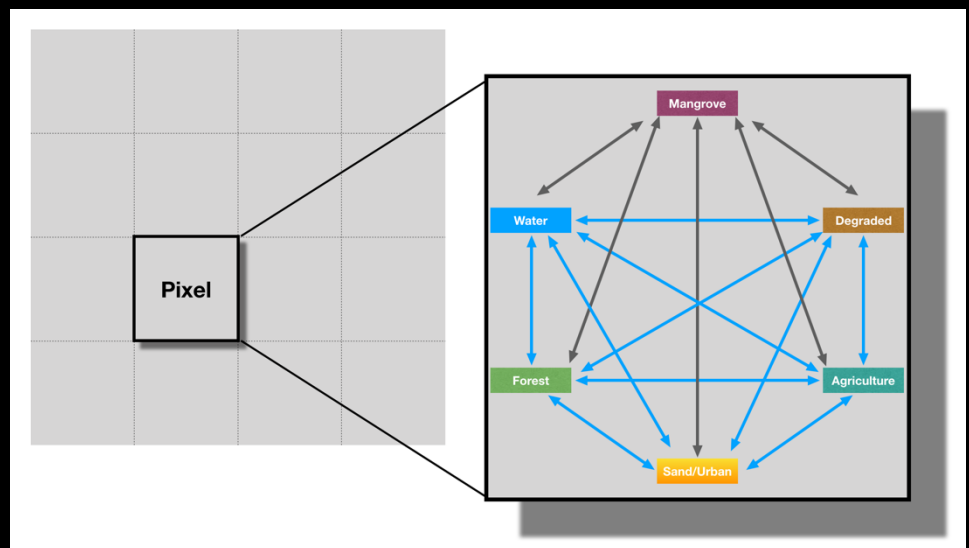 Pixel
Mangrove
Water
Degraded
Forest
Agriculture
Sand/Urban